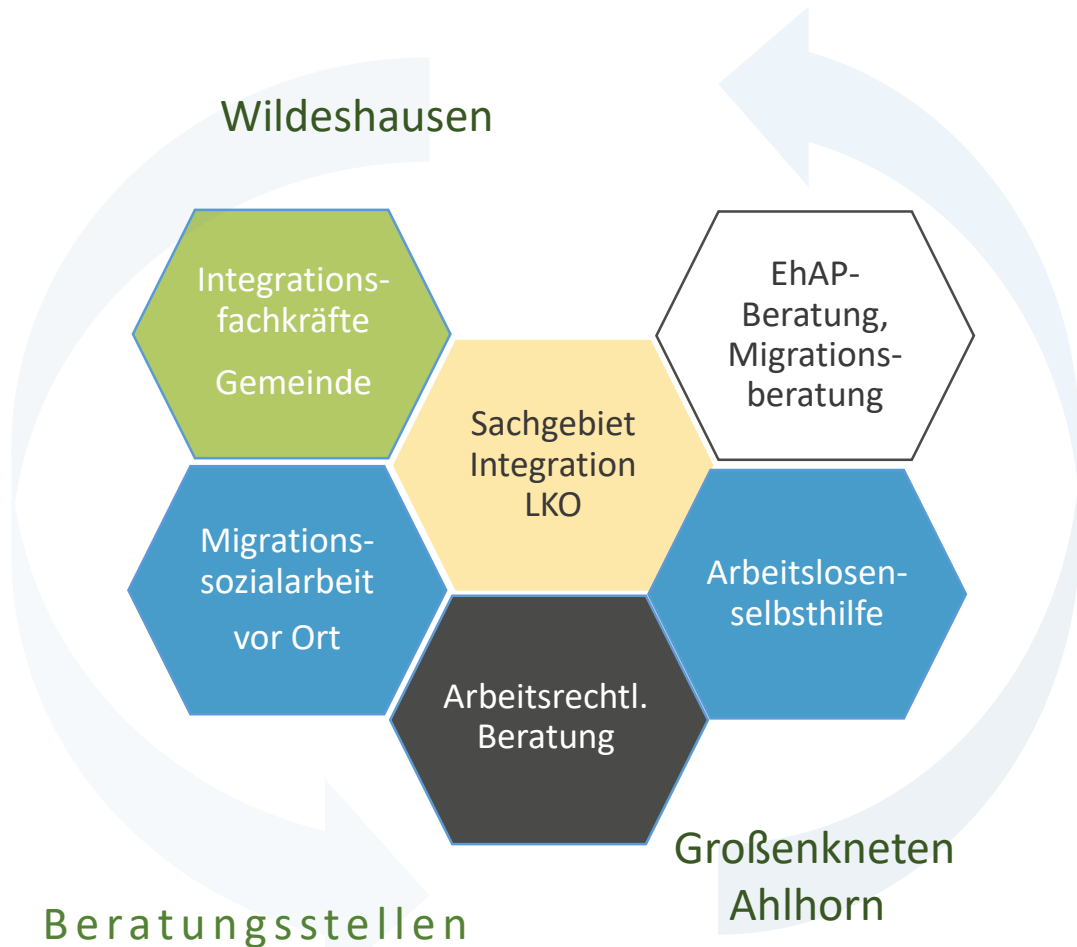 Wildeshausen
Integrations-
fachkräfte
Gemeinde
EhAP-
Beratung,
Migrations-
beratung
Sachgebiet
Integration
LKO
Migrations-
sozialarbeit
vor Ort
Arbeitslosen-
selbsthilfe
Arbeitsrechtl.
Beratung
Großenkneten
Ahlhorn
Beratungsstellen